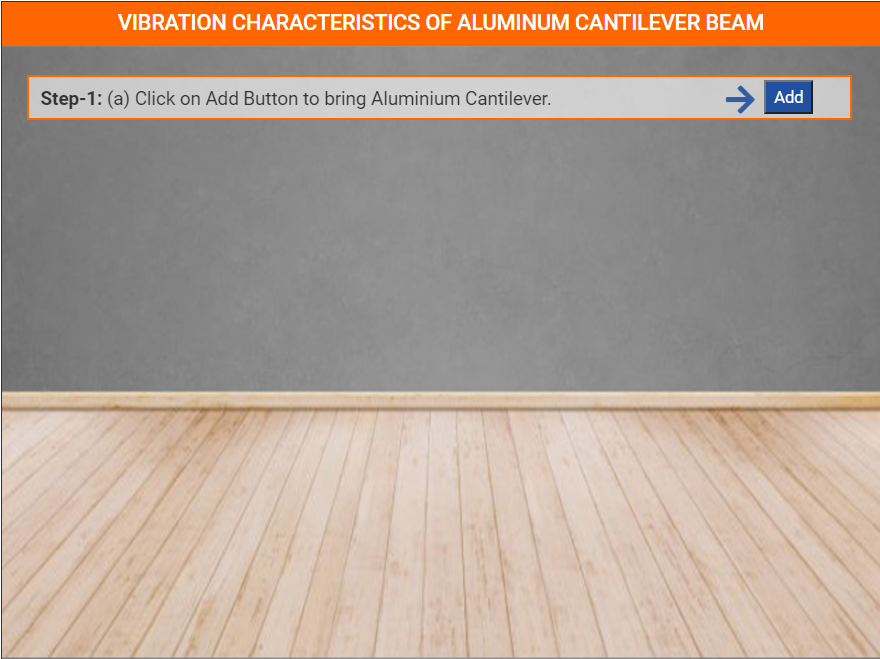 VIBRATION CHARACTERISTICS OF ALUMINUM CANTILEVER BEAM
Step-1: (a) Click on Add Button to bring Aluminium Cantilever. Add